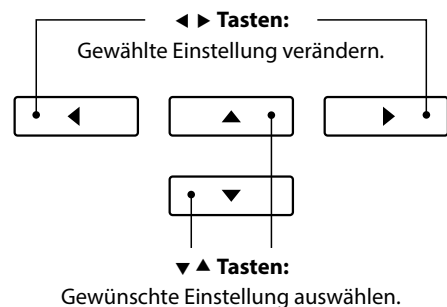 ◀ ▶ Tasten:
Gewählte Einstellung verändern.
▼ ▲ Tasten:
Gewünschte Einstellung auswählen.